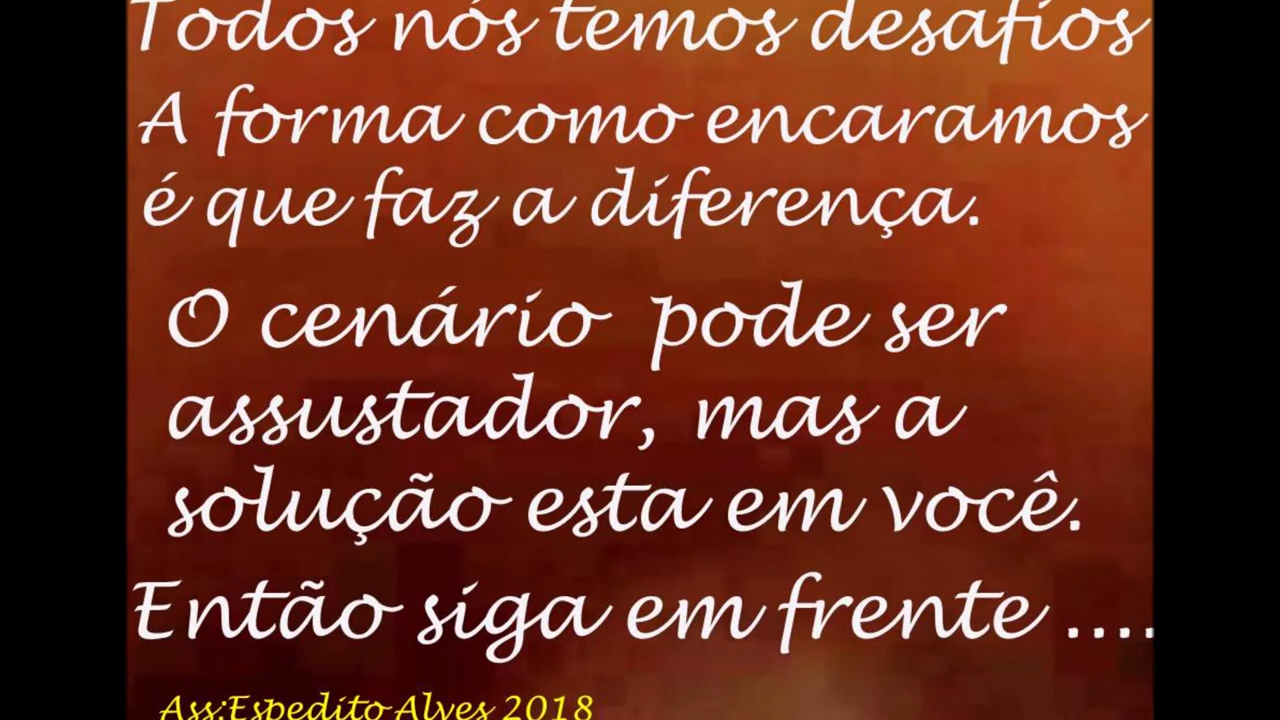 Todos nós temos desafios
A forma como encaramos
é que faz a diferença.
O cenário pode ser
assustador, mas a
solução esta em você.
Então siga em frente ....
Ass:Espedito Alves 2018